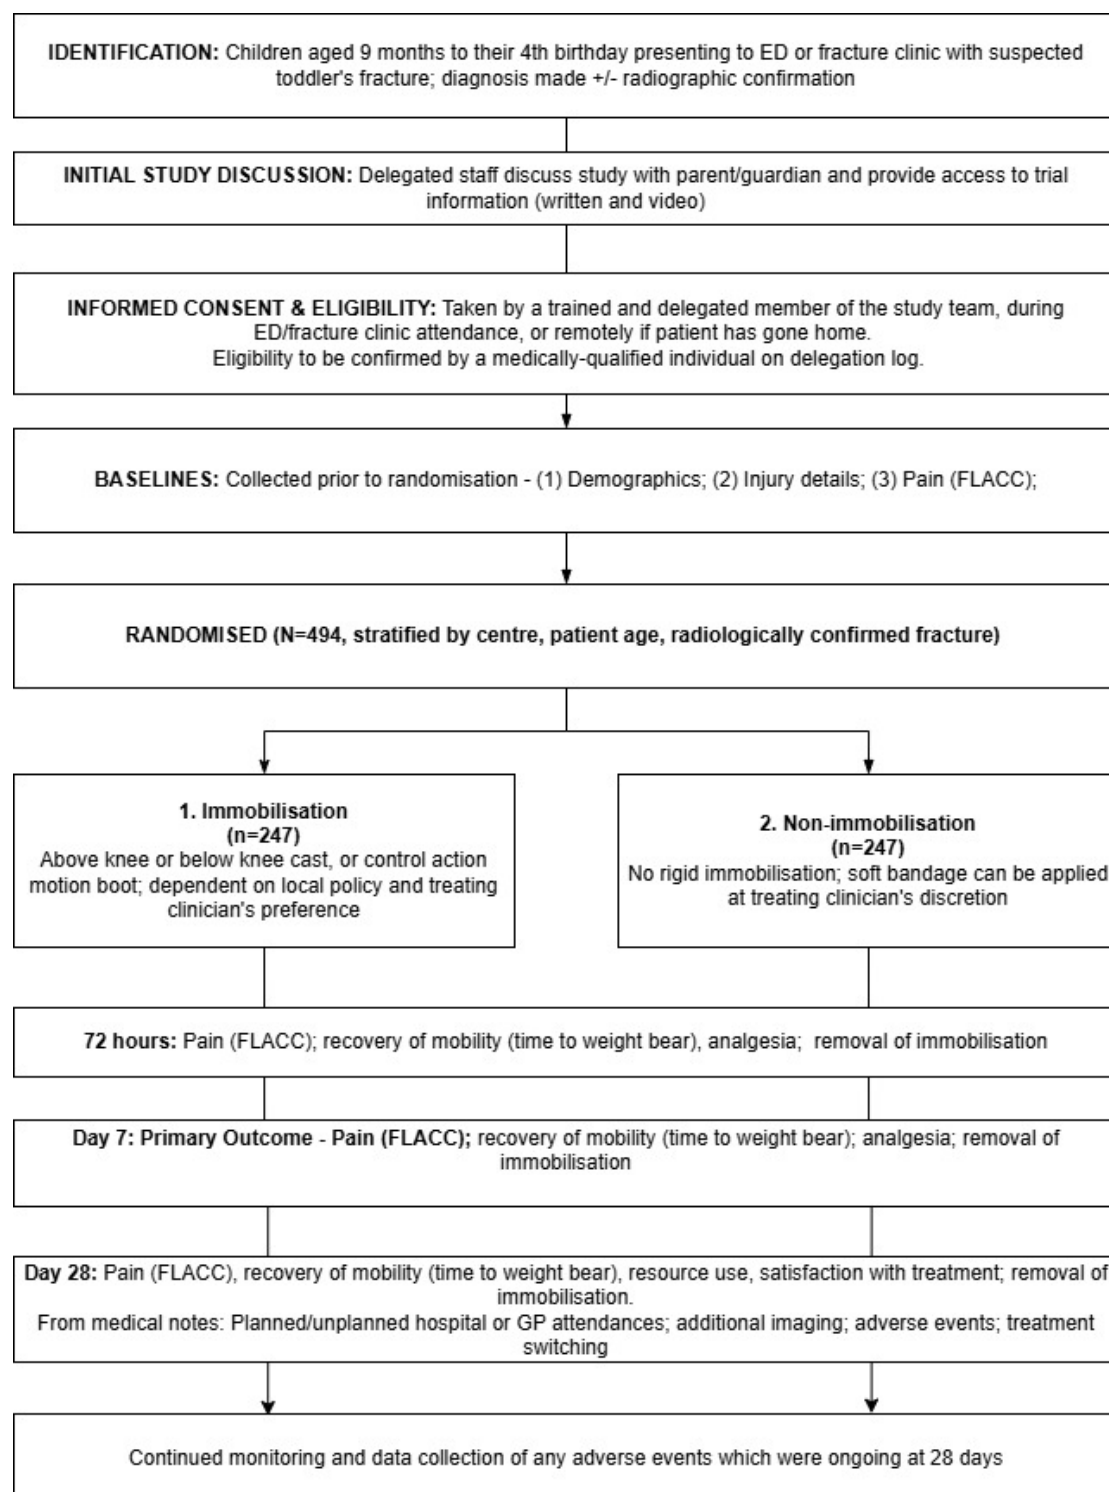 IDENTIFICATION: Children aged 9 months to their 4th birthday presenting to ED or fracture clinic with suspected
toddler's fracture; diagnosis made +/- radiographic confirmation
INITIAL STUDY DISCUSSION: Delegated staff discuss study with parent/guardian and provide access to trial
information (written and video)
INFORMED CONSENT & ELIGIBILITY: Taken by a trained and delegated member of the study team, during
ED/fracture clinic attendance, or remotely if patient has gone home.
Eligibility to be confirmed by a medically-qualified individual on delegation log.
BASELINES: Collected prior to randomisation - (1) Demographics; (2) Injury details; (3) Pain (FLACC);
RANDOMISED (N=494, stratified by centre, patient age, radiologically confirmed fracture)
1. Immobilisation
(n=247)
Above knee or below knee cast, or control action
motion boot; dependent on local policy and treating
clinician's preference
2. Non-immobilisation
(n=247)
No rigid immobilisation; soft bandage can be applied
at treating clinician's discretion
72 hours: Pain (FLACC); recovery of mobility (time to weight bear), analgesia; removal of immobilisation
Day 7: Primary Outcome - Pain (FLACC); recovery of mobility (time to weight bear); analgesia; removal of
immobilisation
Day 28: Pain (FLACC), recovery of mobility (time to weight bear), resource use, satisfaction with treatment; removal of
immobilisation.
From medical notes: Planned/unplanned hospital or GP attendances; additional imaging; adverse events; treatment
switching
Continued monitoring and data collection of any adverse events which were ongoing at 28 days